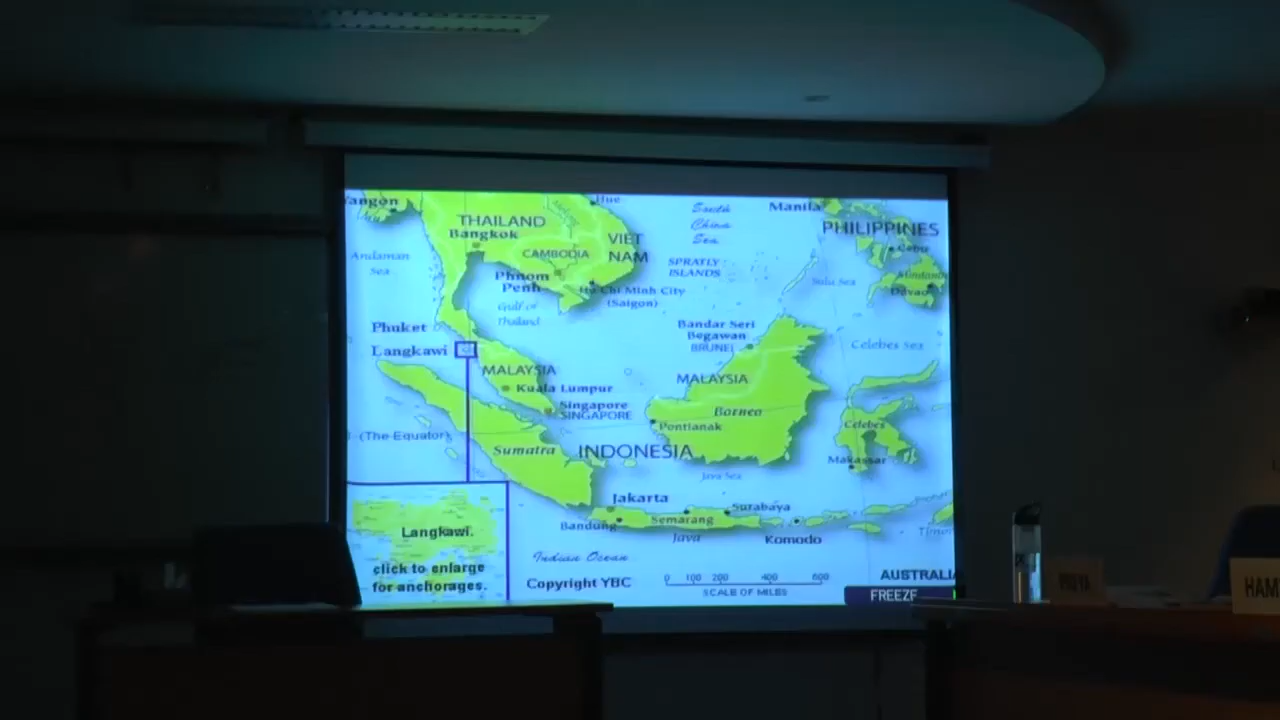 angon
Hue
South
China
Sea
Manila
THAILAND
Bangkok
VIET
NAM
PHILIPPINES
Cebu
Andaman
Sea
CAMBODIA
SPRATLY
ISLANDS
Phnom
Penh
Ho Chi Minh City
(Saigon)
Sulu Sea
Davao
Gulf of
Thailand
Phuket
Langkawi
Bandar Seri
Begawan
BRUNEI
Celebes Sea
MALAYSIA
Kuala Lumpur
MALAYSIA
Singapore
SINGAPORE
Borneo
Pontianak
Celebes
(The Equator)
Sumatra
INDONESIA
Makassar
Java Sea
Jakarta
Surabaya
Bandung
Semarang
Java
Komodo
Timor
Langkawi.
click to enlarge
for anchorages.
Indian Ocean
Copyright YBC
0 100 200 400 600
SCALE OF MILES
AUSTRALIA
FREEZE
HAM